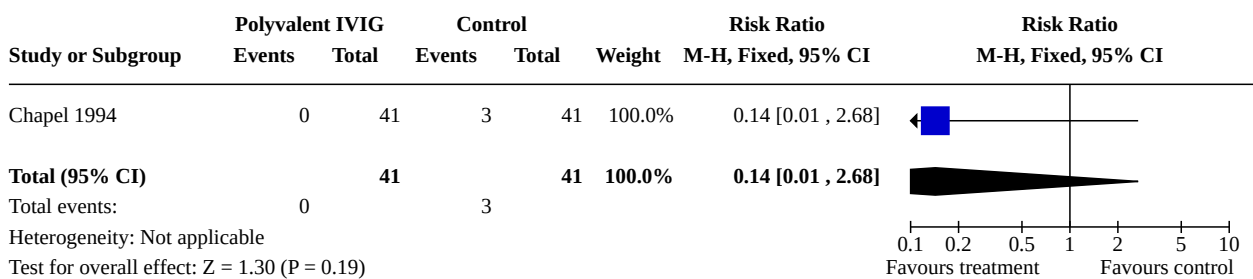 Polyvalent IVIG Control Risk Ratio Risk Ratio
Study or Subgroup Events Total Events Total Weight M-H, Fixed, 95% CI M-H, Fixed, 95% CI
Chapel 1994 0 41 3 41 100.0% 0.14 [0.01 , 2.68]
Total (95% CI) 41 41 100.0% 0.14 [0.01 , 2.68]
Total events: 0 3
Heterogeneity: Not applicable
0.1 0.2 0.5 1 2 5 10
Test for overall effect: Z = 1.30 (P = 0.19) Favours treatment Favours control